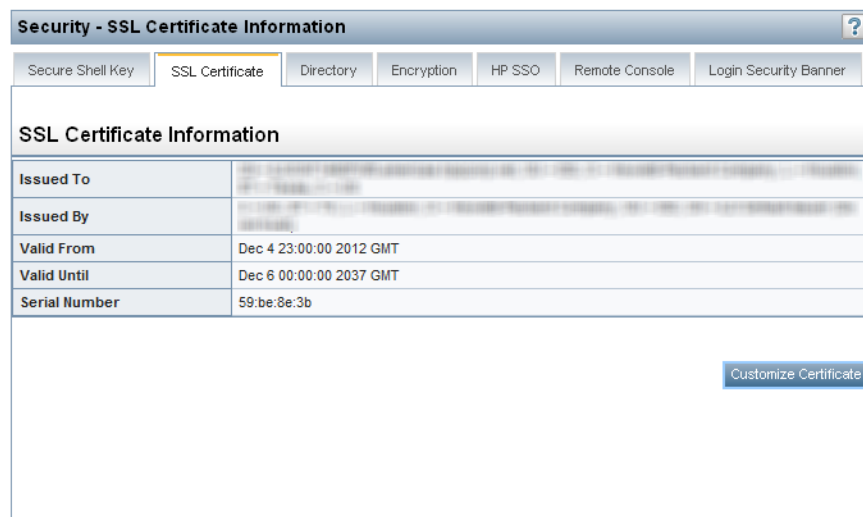 Security - SSL Certificate Information
?
Secure Shell Key SSL Certificate Directory Encryption HP SSO Remote Console Login Security Banner
SSL Certificate Information
Issued To
Issued By
Valid From Dec 4 23:00:00 2012 GMT
Valid Until Dec 6 00:00:00 2037 GMT
Serial Number 59:be:8e:3b
Customize Certificate